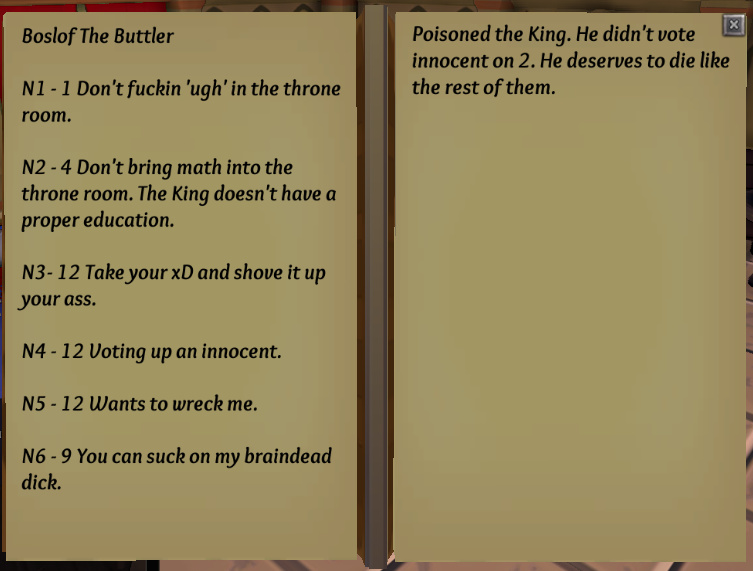 Boslof The Buttler
N1 - 1 Don't fuckin 'ugh' in the throne
room.
N2 - 4 Don't bring math into the
throne room. The King doesn't have a
proper education.
N3- 12 Take your xD and shove it up
your ass.
N4 - 12 Voting up an innocent.
N5 - 12 Wants to wreck me.
N6 - 9 You can suck on my braindead
dick.
Poisoned the King. He didn't vote
innocent on 2. He deserves to die like
the rest of them.